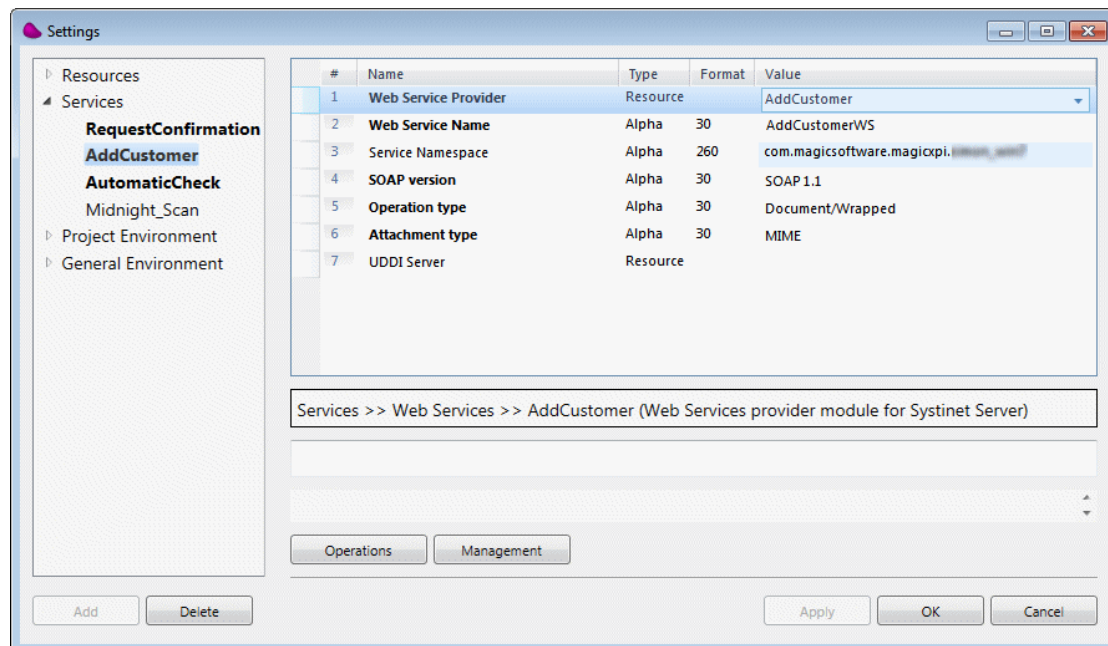 Settings
Resources
Services
RequestConfirmation
AddCustomer
AutomaticCheck
Midnight_Scan
Project Environment
General Environment
# Name Type Format Value
1 Web Service Provider Resource AddCustomer
2 Web Service Name Alpha 30 AddCustomerWS
3 Service Namespace Alpha 260 com.magicsoftware.magicxpi.
4 SOAP version Alpha 30 SOAP 1.1
5 Operation type Alpha 30 Document/Wrapped
6 Attachment type Alpha 30 MIME
7 UDDI Server Resource
Services >> Web Services >> AddCustomer (Web Services provider module for Systinet Server)
Operations Management
Add Delete Apply OK Cancel